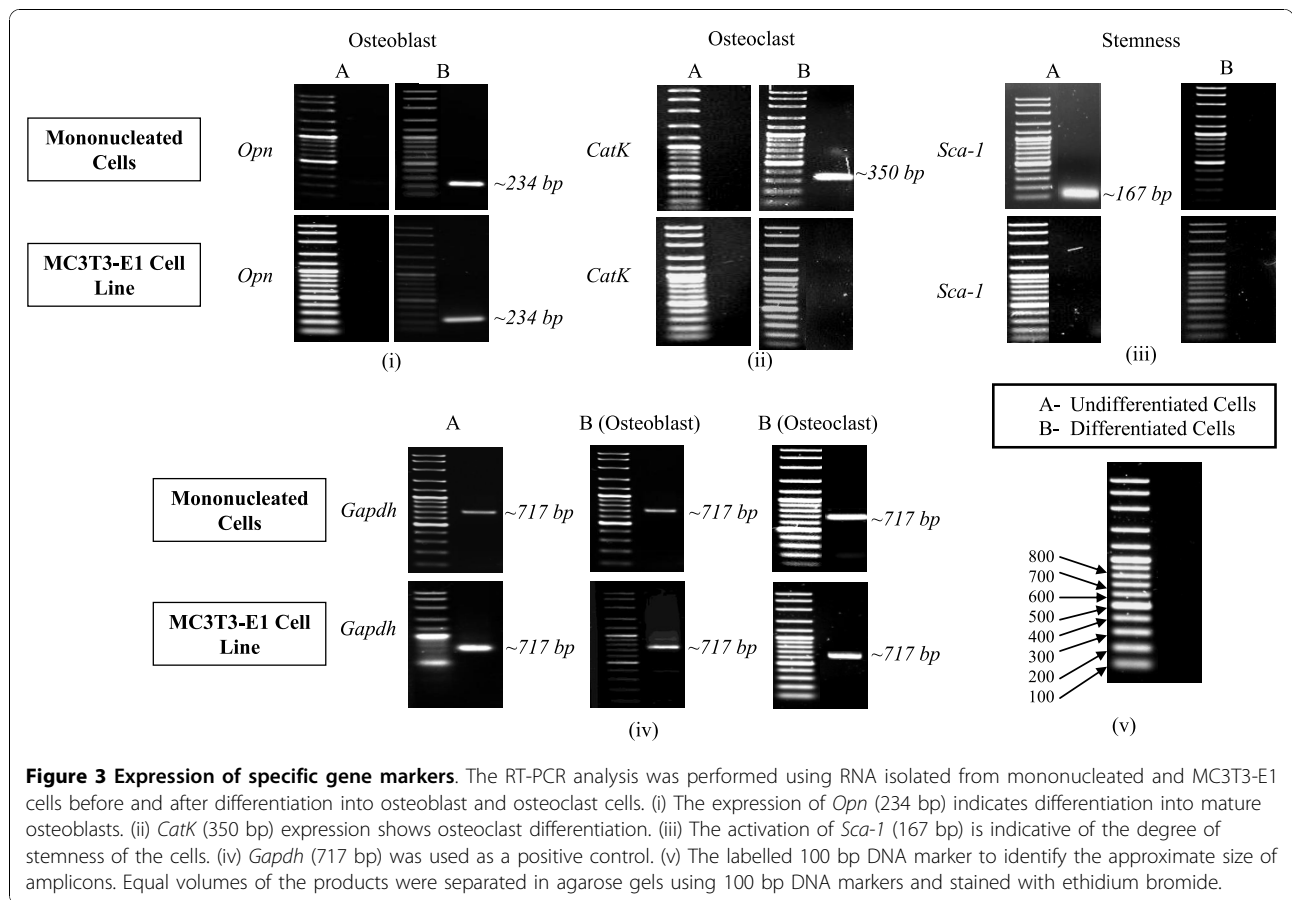 Osteoblast Osteoclast Stemness
A B A B A B
Mononucleated Cells Opn ~234 bp CatK ~350 bp Sca-1 ~167 bp
MC3T3-E1 Cell Line Opn ~234 bp CatK Sca-1
(i) (ii) (iii)
A- Undifferentiated Cells
B- Differentiated Cells
A B (Osteoblast) B (Osteoclast)
Mononucleated Cells Gapdh ~717 bp ~717 bp ~717 bp
MC3T3-E1 Cell Line Gapdh ~717 bp ~717 bp ~717 bp
(iv)
800
700
600
500
400
300
200
100
(v)
Figure 3 Expression of specific gene markers. The RT-PCR analysis was performed using RNA isolated from mononucleated and MC3T3-E1
cells before and after differentiation into osteoblast and osteoclast cells. (i) The expression of Opn (234 bp) indicates differentiation into mature
osteoblasts. (ii) CatK (350 bp) expression shows osteoclast differentiation. (iii) The activation of Sca-1 (167 bp) is indicative of the degree of
stemness of the cells. (iv) Gapdh (717 bp) was used as a positive control. (v) The labelled 100 bp DNA marker to identify the approximate size of
amplicons. Equal volumes of the products were separated in agarose gels using 100 bp DNA markers and stained with ethidium bromide.